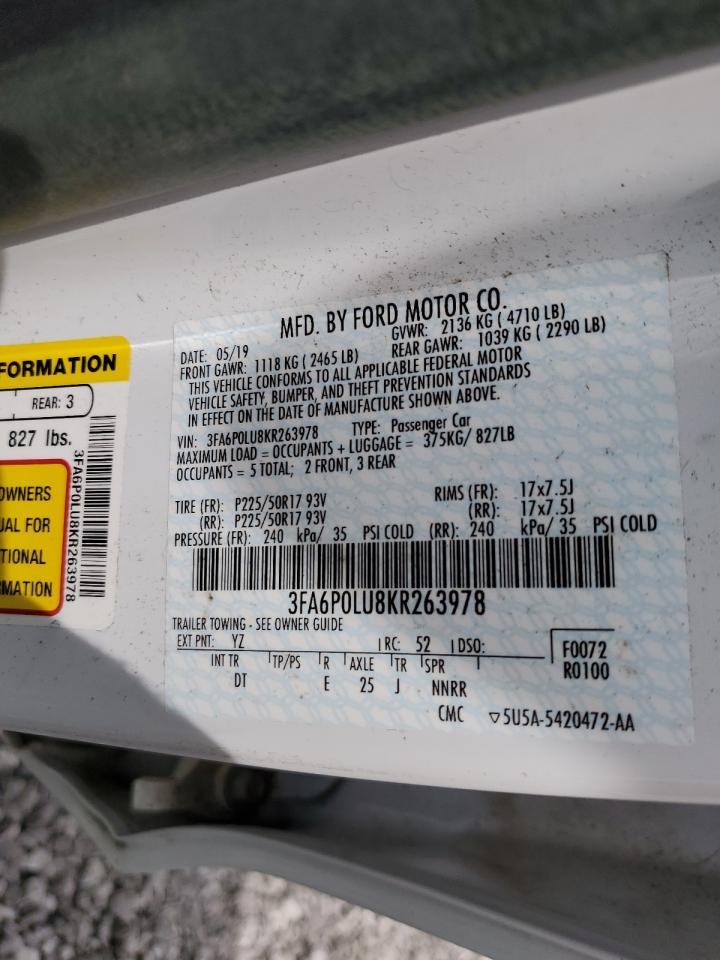 FORMATION
REAR: 3
827 lbs.
OWNERS
UAL FOR
TIONAL
RMATION
3FA6P0LU8KR263978
MFD. BY FORD MOTOR CO.
DATE: 05/19 GVWR: 2136 KG ( 4710 LB)
FRONT GAWR: 1118 KG ( 2465 LB) REAR GAWR: 1039 KG ( 2290 LB)
THIS VEHICLE CONFORMS TO ALL APPLICABLE FEDERAL MOTOR
VEHICLE SAFETY, BUMPER, AND THEFT PREVENTION STANDARDS
IN EFFECT ON THE DATE OF MANUFACTURE SHOWN ABOVE.
VIN: 3FA6P0LU8KR263978 TYPE: Passenger Car
MAXIMUM LOAD = OCCUPANTS + LUGGAGE = 375KG/ 827LB
OCCUPANTS = 5 TOTAL; 2 FRONT, 3 REAR
TIRE (FR): P225/50R17 93V RIMS (FR): 17x7.5J
(RR): P225/50R17 93V (RR): 17x7.5J
PRESSURE (FR): 240 kPa/ 35 PSI COLD (RR): 240 kPa/ 35 PSI COLD
3FA6P0LU8KR263978
TRAILER TOWING - SEE OWNER GUIDE
EXT PNT: YZ RC: 52 DSO: F0072
INT TR TP/PS R AXLE TR SPR R0100
DT E 25 J NNRR
CMC ▽5U5A-5420472-AA